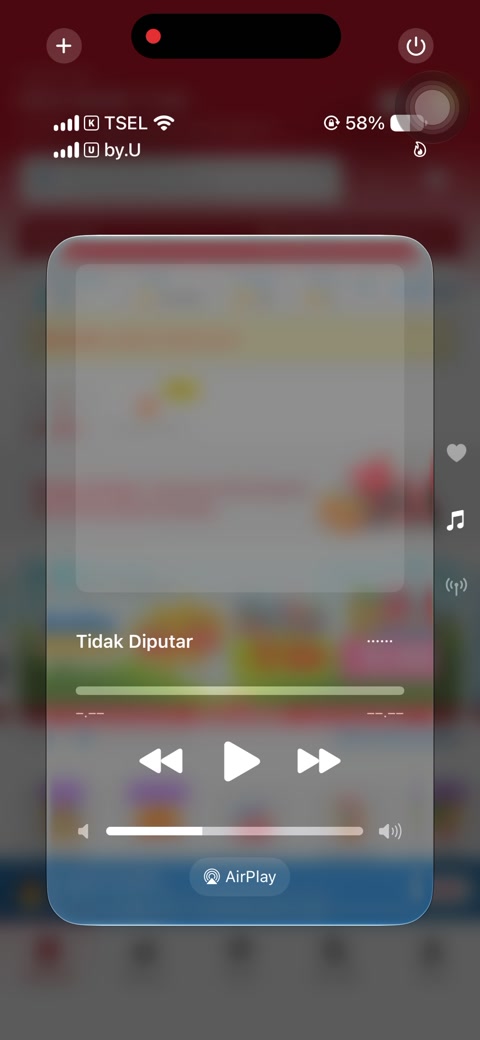 K TSEL 58%
U by.U
Tidak Diputar
-.-- --.--
AirPlay